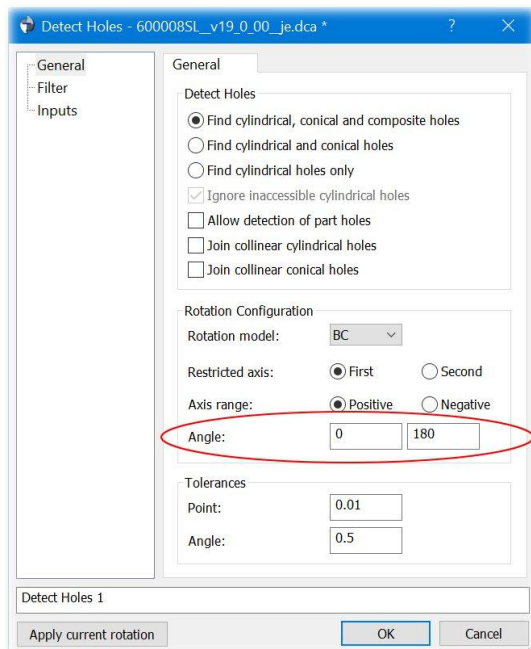 Detect Holes - 600008SL_v19_0_00_je.dca * ?
General
Filter
Inputs
General
Detect Holes
Find cylindrical, conical and composite holes
Find cylindrical and conical holes
Find cylindrical holes only
Ignore inaccessible cylindrical holes
Allow detection of part holes
Join collinear cylindrical holes
Join collinear conical holes
Rotation Configuration
Rotation model: BC
Restricted axis: First Second
Axis range: Positive Negative
Angle: 0 180
Tolerances
Point: 0.01
Angle: 0.5
Detect Holes 1
Apply current rotation OK Cancel